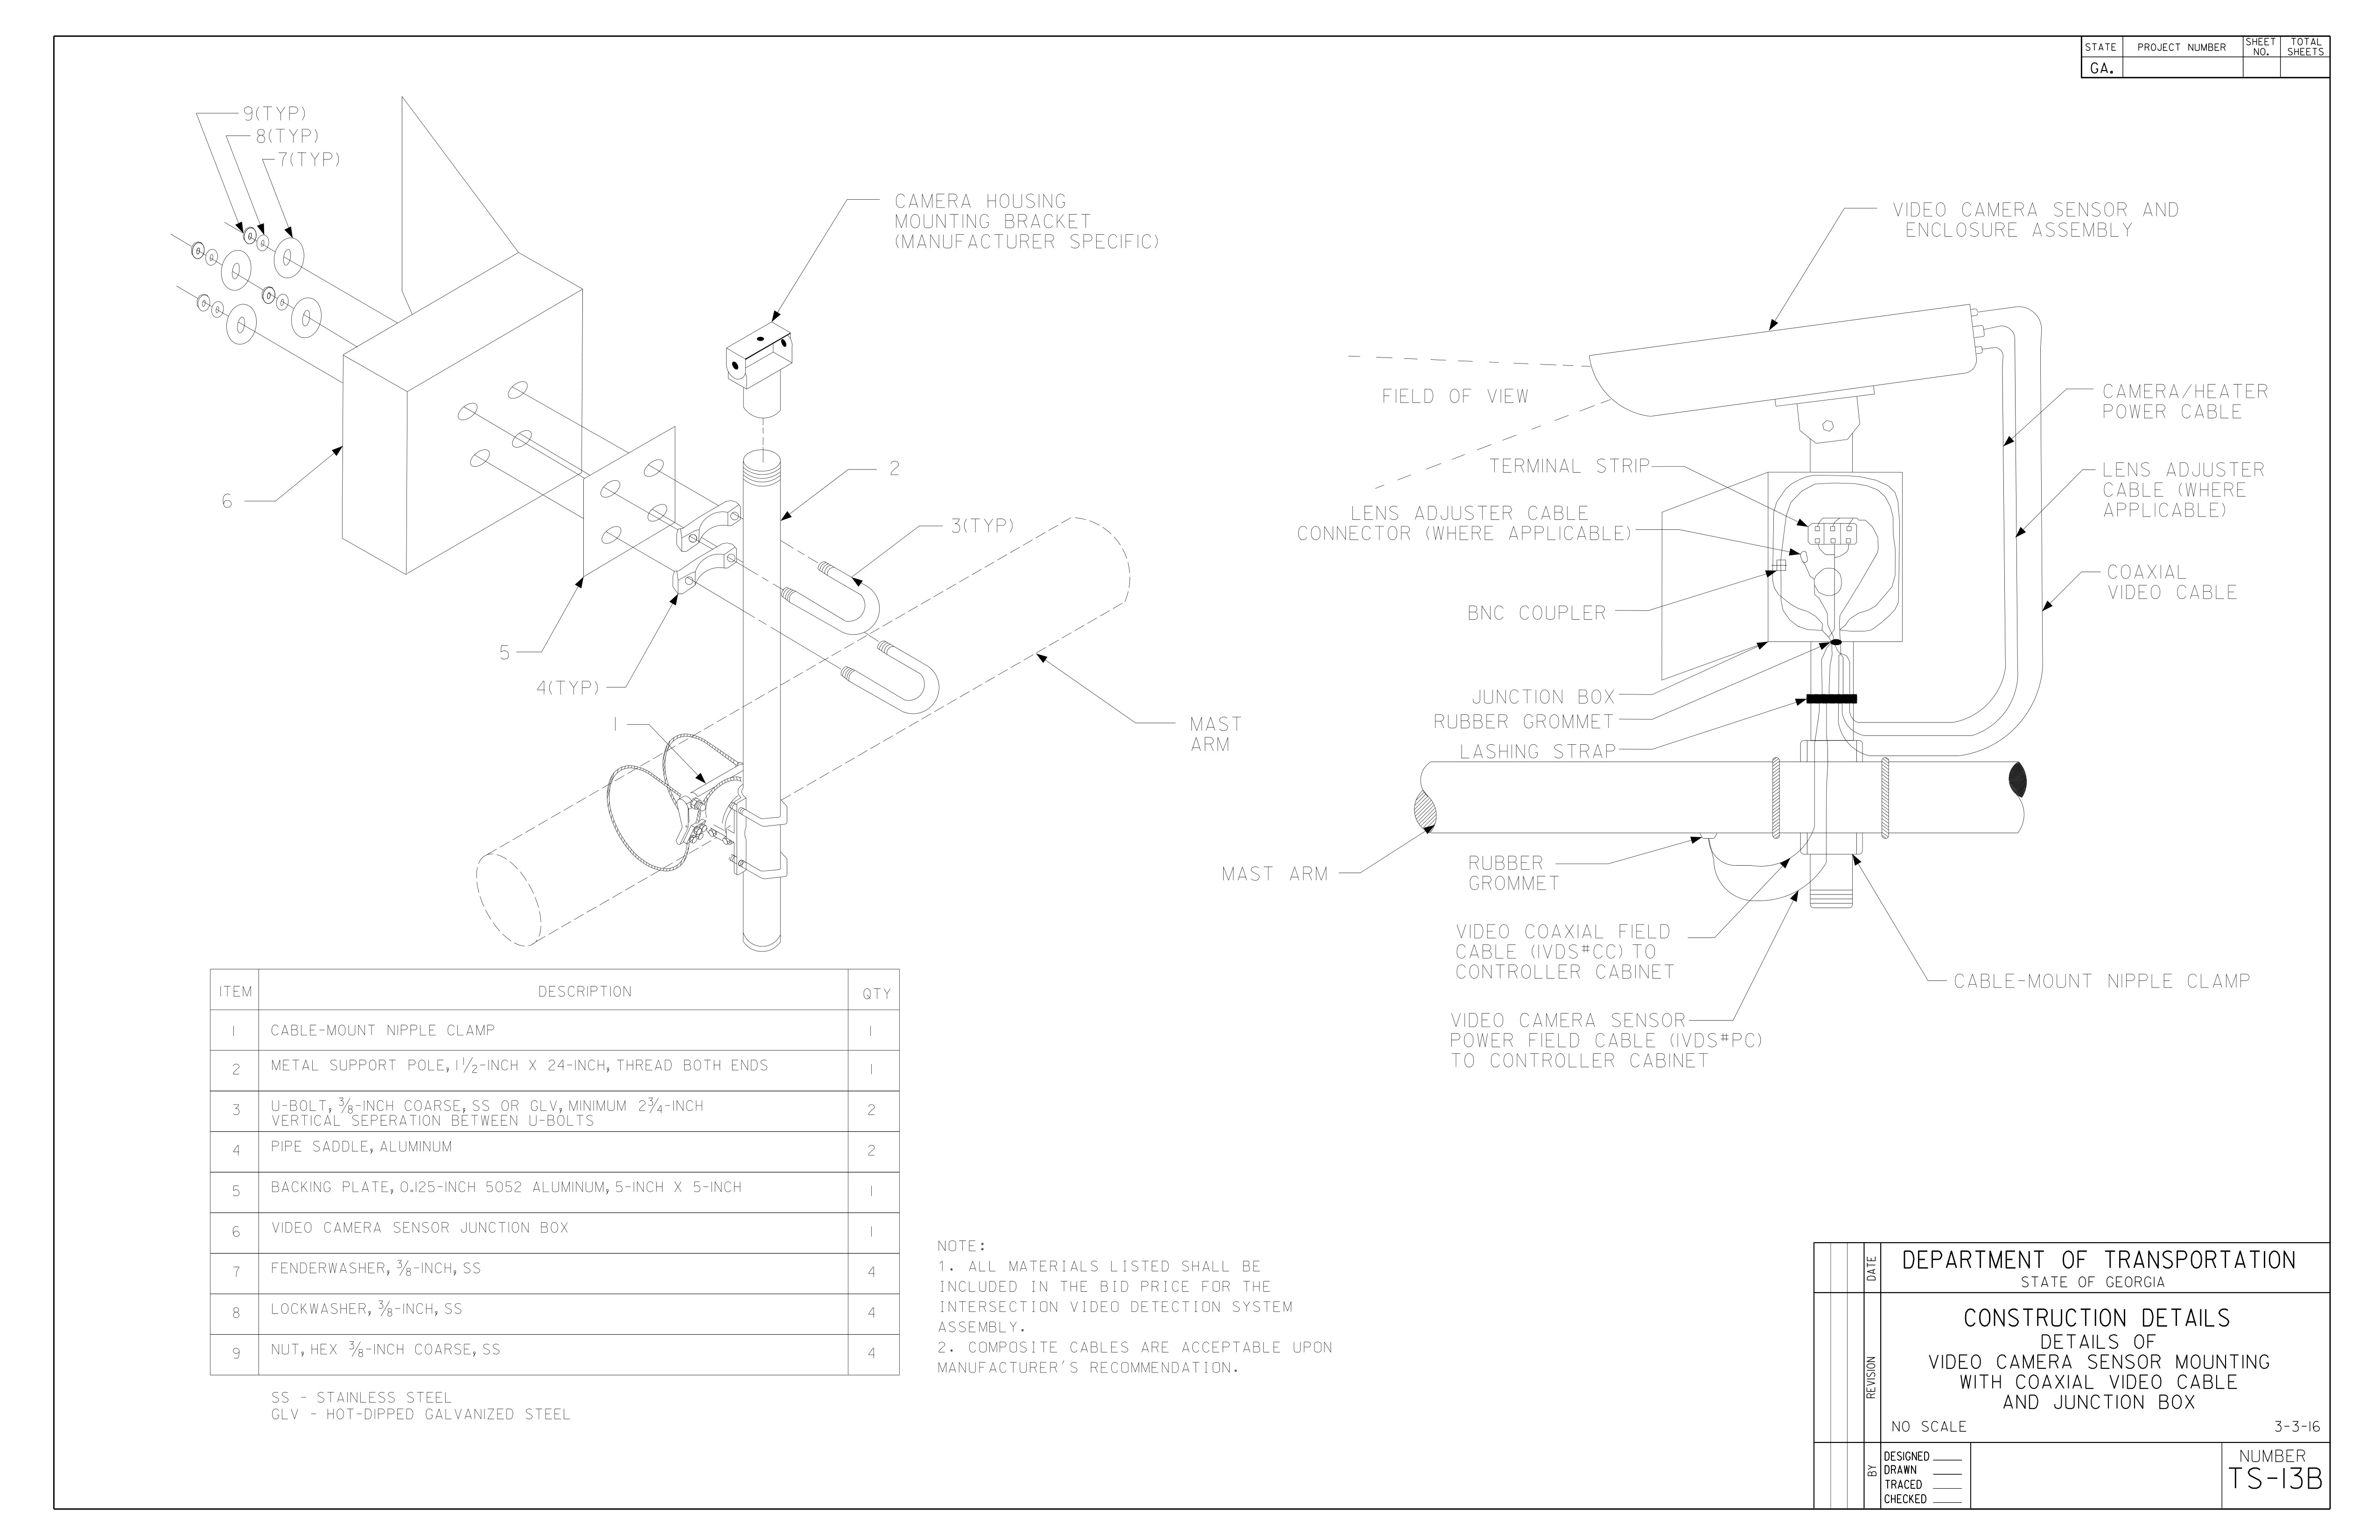 STATE PROJECT NUMBER SHEET NO. TOTAL SHEETS
GA.
9(TYP)
8(TYP)
7(TYP)
CAMERA HOUSING
MOUNTING BRACKET
(MANUFACTURER SPECIFIC)
2
6
3(TYP)
5
4(TYP)
1
MAST
ARM
VIDEO CAMERA SENSOR AND
ENCLOSURE ASSEMBLY
FIELD OF VIEW
CAMERA/HEATER
POWER CABLE
TERMINAL STRIP
LENS ADJUSTER
CABLE (WHERE
APPLICABLE)
LENS ADJUSTER CABLE
CONNECTOR (WHERE APPLICABLE)
COAXIAL
VIDEO CABLE
BNC COUPLER
JUNCTION BOX
RUBBER GROMMET
LASHING STRAP
MAST ARM
RUBBER
GROMMET
VIDEO COAXIAL FIELD
CABLE (IVDS#CC) TO
CONTROLLER CABINET
CABLE-MOUNT NIPPLE CLAMP
VIDEO CAMERA SENSOR
POWER FIELD CABLE (IVDS#PC)
TO CONTROLLER CABINET
ITEM DESCRIPTION QTY
1 CABLE-MOUNT NIPPLE CLAMP 1
2 METAL SUPPORT POLE, 1 1/2-INCH X 24-INCH, THREAD BOTH ENDS 1
3 U-BOLT, 3/8-INCH COARSE, SS OR GLV, MINIMUM 2 3/4-INCH 2
VERTICAL SEPERATION BETWEEN U-BOLTS
4 PIPE SADDLE, ALUMINUM 2
5 BACKING PLATE, 0.125-INCH 5052 ALUMINUM, 5-INCH X 5-INCH 1
6 VIDEO CAMERA SENSOR JUNCTION BOX 1
7 FENDERWASHER, 3/8-INCH, SS 4
8 LOCKWASHER, 3/8-INCH, SS 4
9 NUT, HEX 3/8-INCH COARSE, SS 4
SS - STAINLESS STEEL
GLV - HOT-DIPPED GALVANIZED STEEL
NOTE:
1. ALL MATERIALS LISTED SHALL BE
INCLUDED IN THE BID PRICE FOR THE
INTERSECTION VIDEO DETECTION SYSTEM
ASSEMBLY.
2. COMPOSITE CABLES ARE ACCEPTABLE UPON
MANUFACTURER'S RECOMMENDATION.
DATE
REVISION
BY
DEPARTMENT OF TRANSPORTATION
STATE OF GEORGIA
CONSTRUCTION DETAILS
DETAILS OF
VIDEO CAMERA SENSOR MOUNTING
WITH COAXIAL VIDEO CABLE
AND JUNCTION BOX
NO SCALE 3-3-16
DESIGNED
DRAWN
TRACED
CHECKED
NUMBER
TS-13B